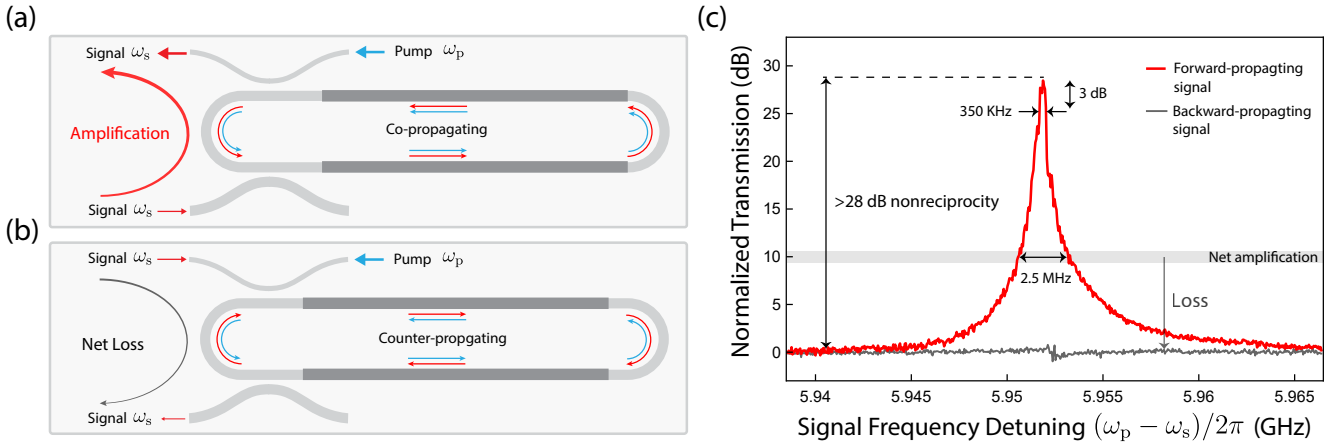 (a)
Signal ωs
Pump ωp
Amplification
Co-propagating
Signal ωs
(b)
Signal ωs
Pump ωp
Net Loss
Counter-propgating
Signal ωs
(c)
Normalized Transmission (dB)
30
25
20
15
10
5
0
Forward-propagting
signal
Backward-propagting
signal
3 dB
350 KHz
>28 dB nonreciprocity
Net amplification
2.5 MHz
Loss
5.94
5.945
5.95
5.955
5.96
5.965
Signal Frequency Detuning (ωp − ωs)/2π (GHz)